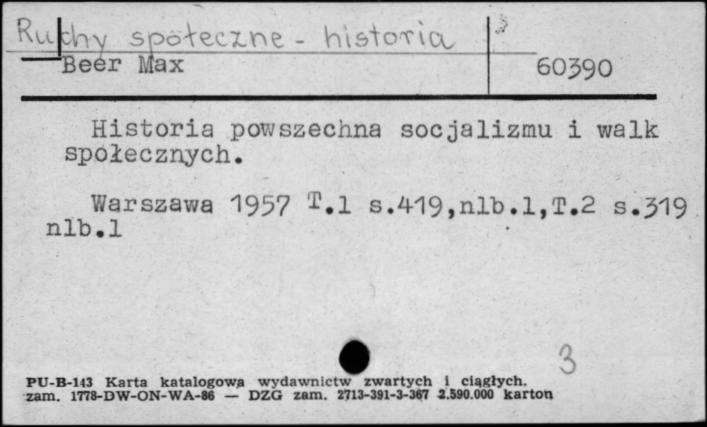 Ruchy społeczne - historia
Beer Max 60390
Historia powszechna socjalizmu i walk
społecznych.
Warszawa 1957 T.1 s.419,nlb.1,T.2 s.319
nlb.1
3
PU-B-143 Karta katalogowa wydawnictw zwartych i ciągłych.
zam. 1778-DW-ON-WA-86 — DZG zam. 2713-391-3-367 2.590.000 karton